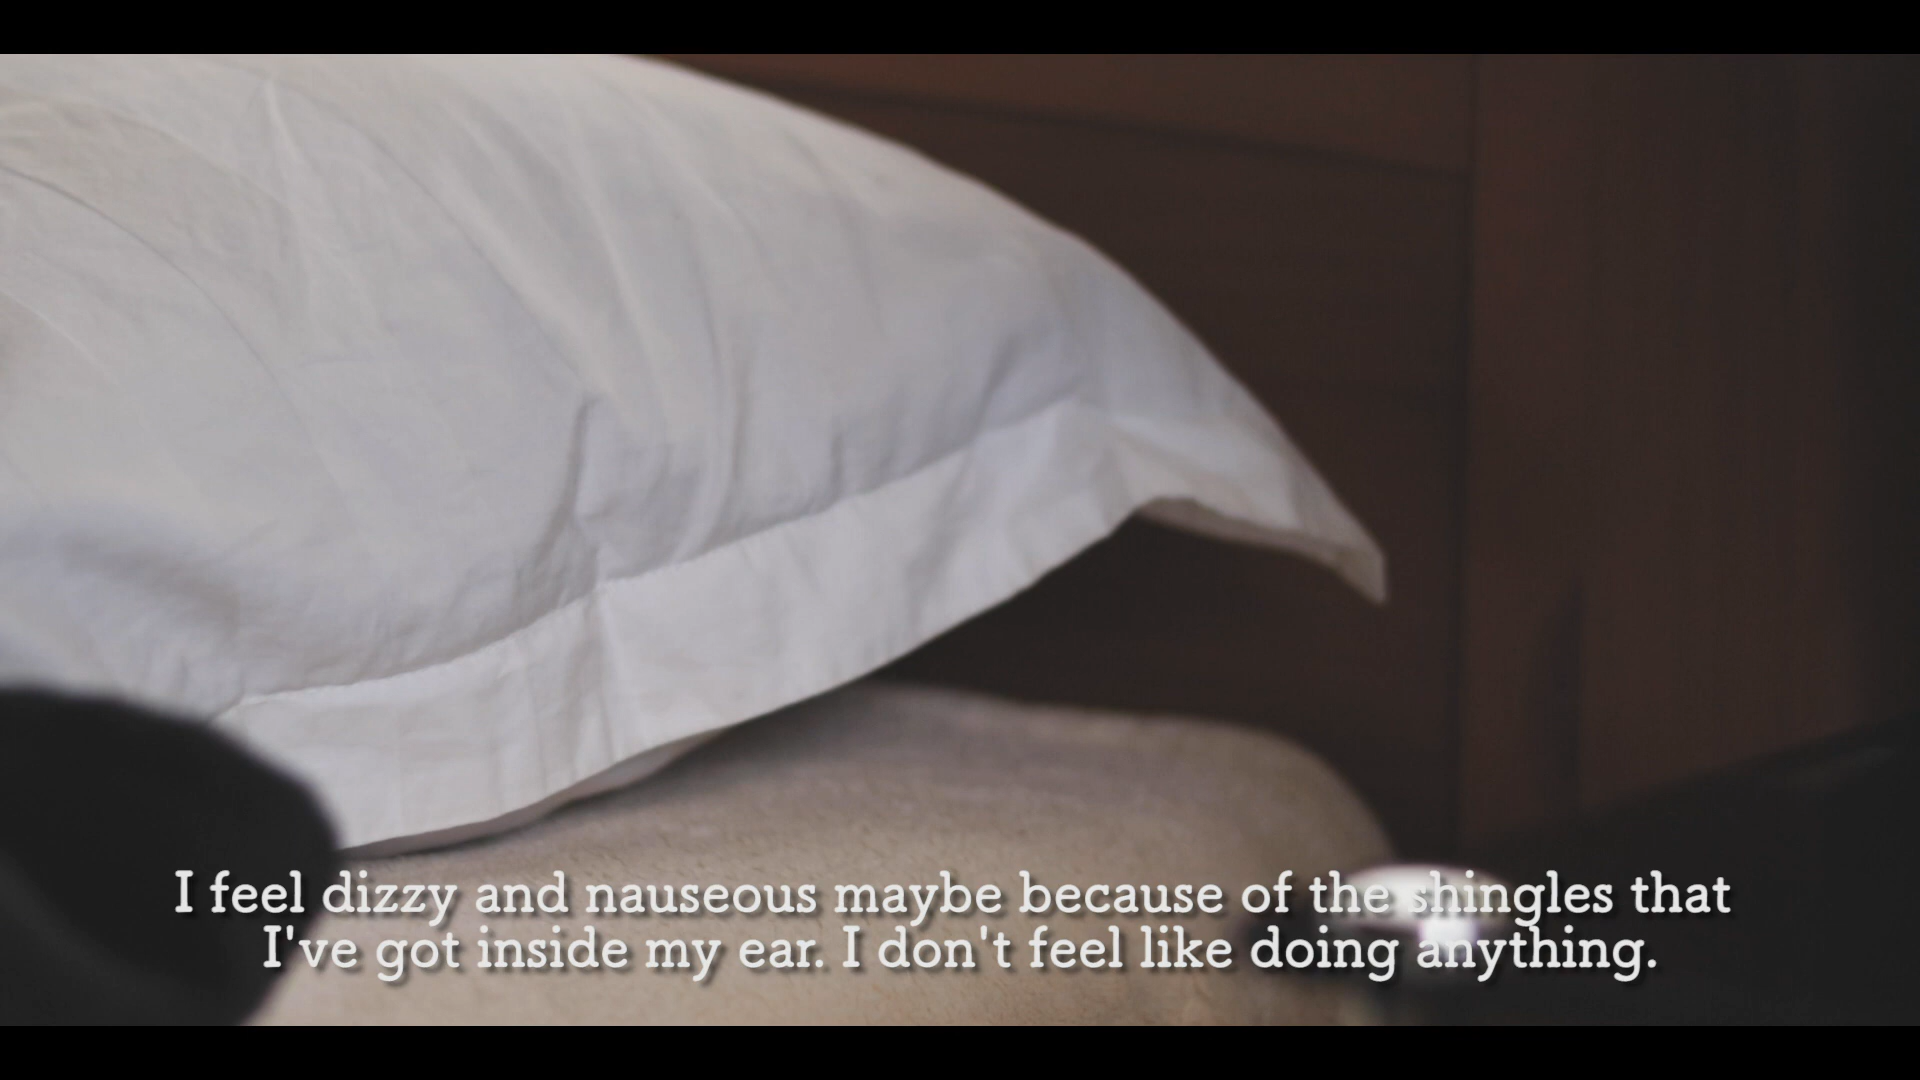 I feel dizzy and nauseous maybe because of the shingles that
I've got inside my ear. I don't feel like doing anything.